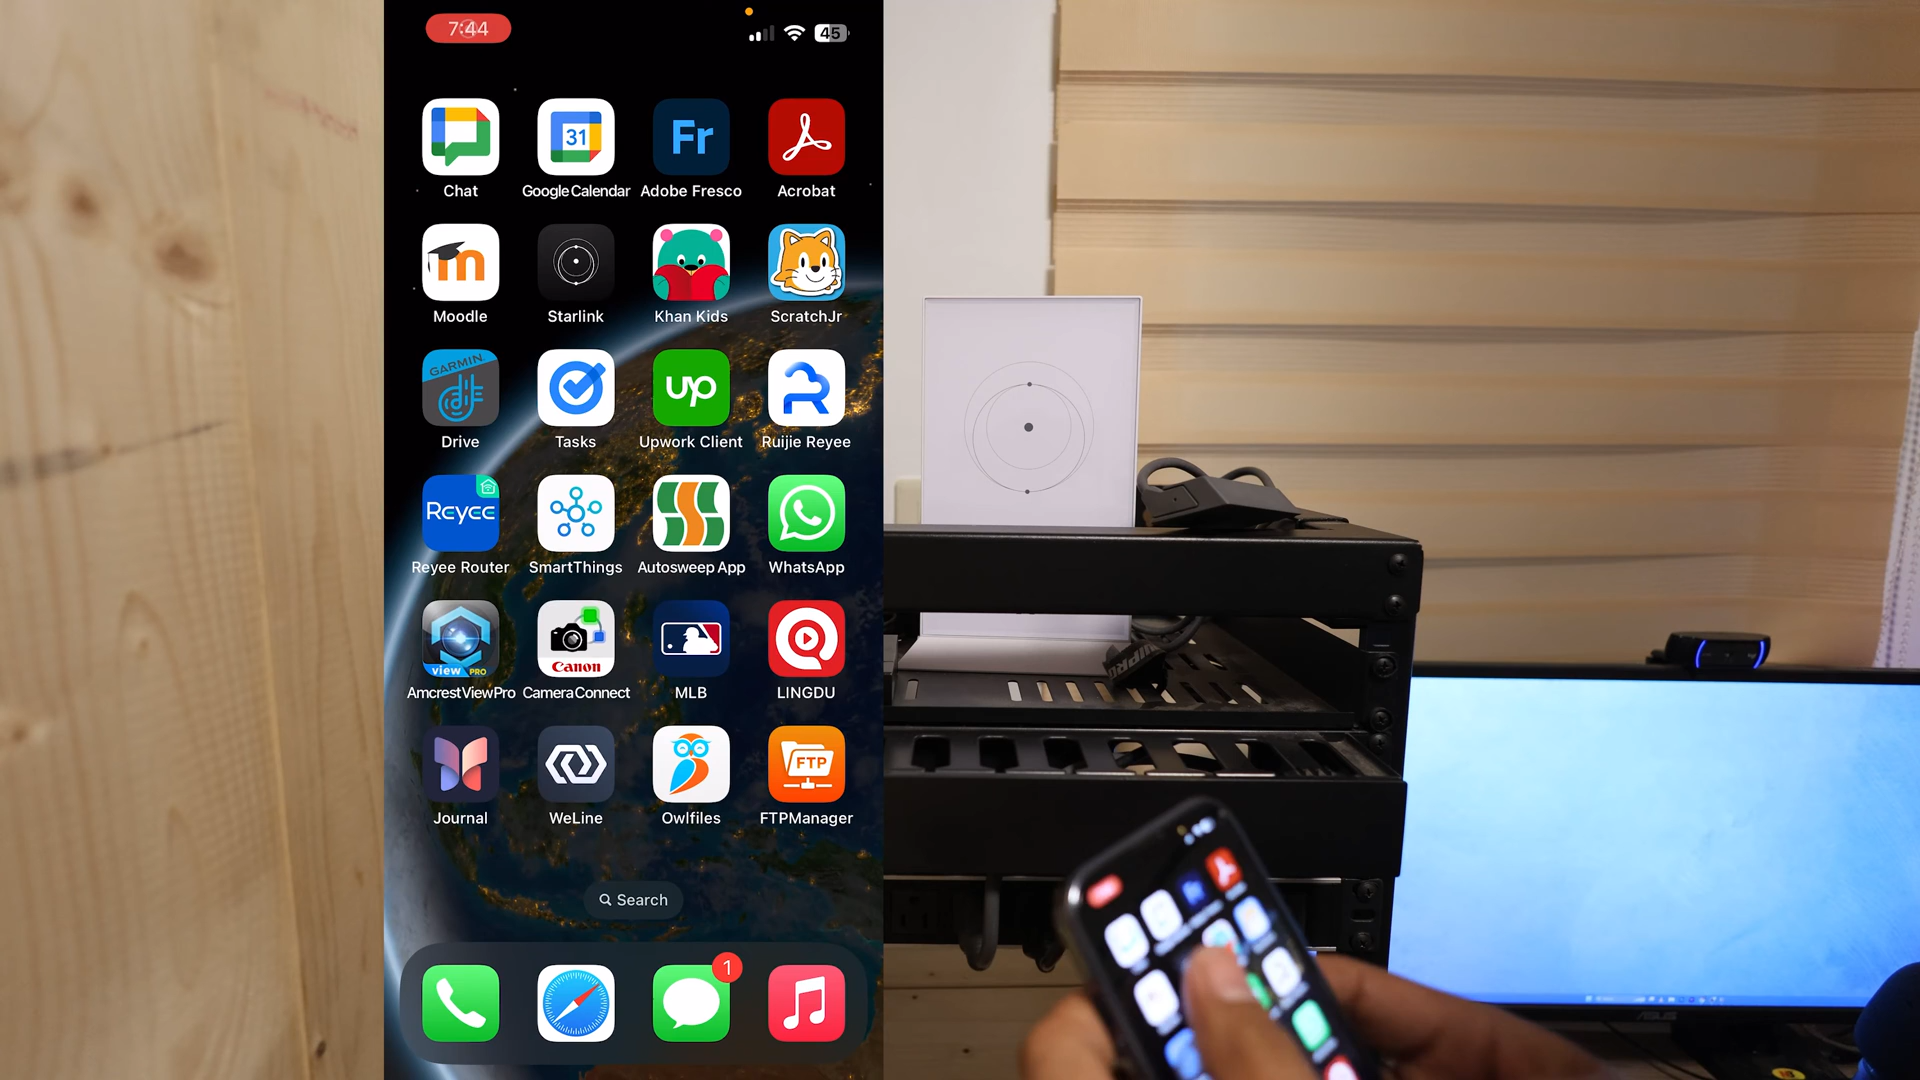 7:44
45
31
Fr
Chat
Google Calendar
Adobe Fresco
Acrobat
m
Moodle
Starlink
Khan Kids
ScratchJr
GARMIN
up
R
Drive
Tasks
Upwork Client
Ruijie Reyee
Reyee
Reyee Router
SmartThings
Autosweep App
WhatsApp
view PRO
Canon
AmcrestViewPro
CameraConnect
MLB
LINGDU
FTP
Journal
WeLine
Owlfiles
FTPManager
Search
1
ASUS